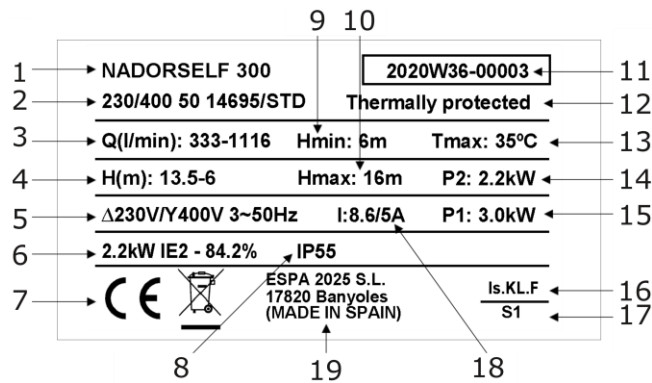 9 10
1 NADORSELF 300 2020W36-00003 11
2 230/400 50 14695/STD Thermally protected 12
3 Q(l/min): 333-1116 Hmin: 6m Tmax: 35ºC 13
4 H(m): 13.5-6 Hmax: 16m P2: 2.2kW 14
5 Δ230V/Y400V 3~50Hz I:8.6/5A P1: 3.0kW 15
6 2.2kW IE2 - 84.2% IP55
7 CE ESPA 2025 S.L.
17820 Banyoles
(MADE IN SPAIN)
Is.KL.F 16
S1 17
8 19 18